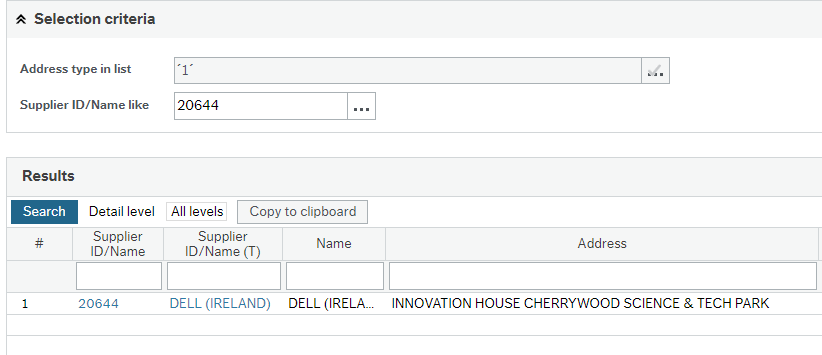 Selection criteria
Address type in list
´1´
...
Supplier ID/Name like
20644
...
Results
Search Detail level All levels Copy to clipboard
# Supplier ID/Name Supplier ID/Name (T) Name Address
1 20644 DELL (IRELAND) DELL (IRELA... INNOVATION HOUSE CHERRYWOOD SCIENCE & TECH PARK